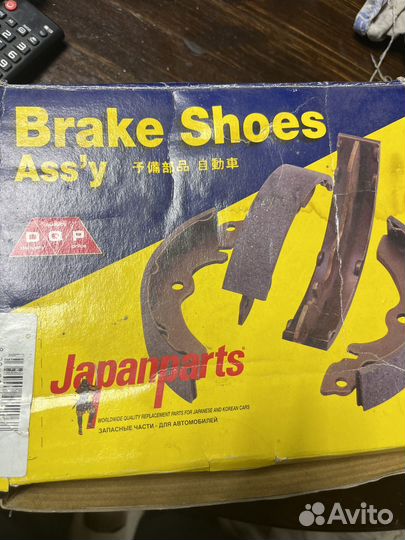 Brake Shoes
Ass'y 予備部品 自動車
D Q P
Japanparts
WORLDWIDE QUALITY REPLACEMENT PARTS FOR JAPANESE AND KOREAN CARS
ЗАПАСНЫЕ ЧАСТИ - ДЛЯ АВТОМОБИЛЕЙ
Avito